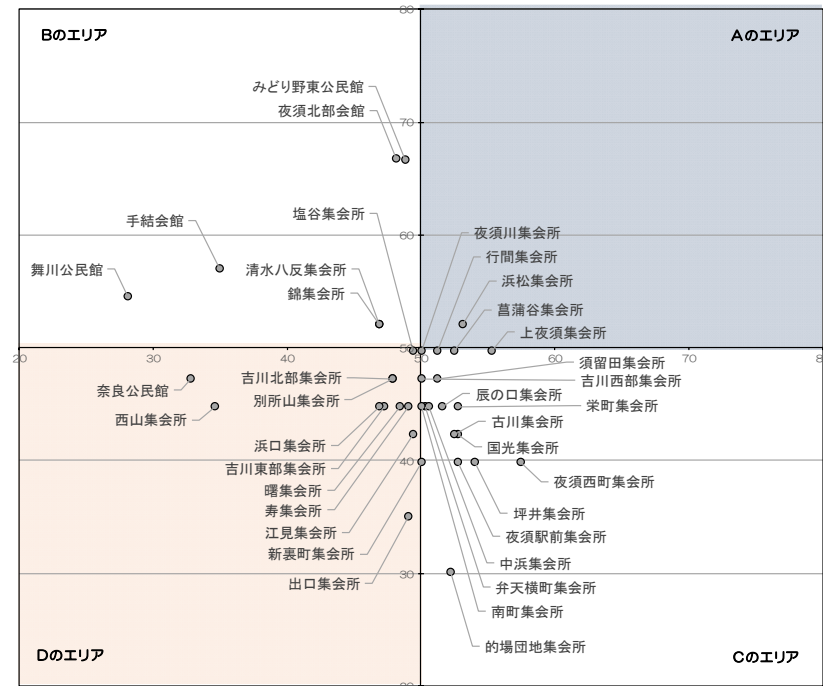 80
Bのエリア
Aのエリア
みどり野東公民館
夜須北部会館
70
塩谷集会所
手結会館
夜須川集会所
60
行間集会所
舞川公民館
清水八反集会所
浜松集会所
錦集会所
菖蒲谷集会所
上夜須集会所
20
30
40
50
60
70
80
須留田集会所
奈良公民館
吉川北部集会所
吉川西部集会所
別所山集会所
辰の口集会所
栄町集会所
西山集会所
古川集会所
浜口集会所
国光集会所
吉川東部集会所
40
夜須西町集会所
曙集会所
寿集会所
坪井集会所
江見集会所
夜須駅前集会所
新裏町集会所
中浜集会所
出口集会所
30
弁天横町集会所
南町集会所
的場団地集会所
Dのエリア
Cのエリア
20